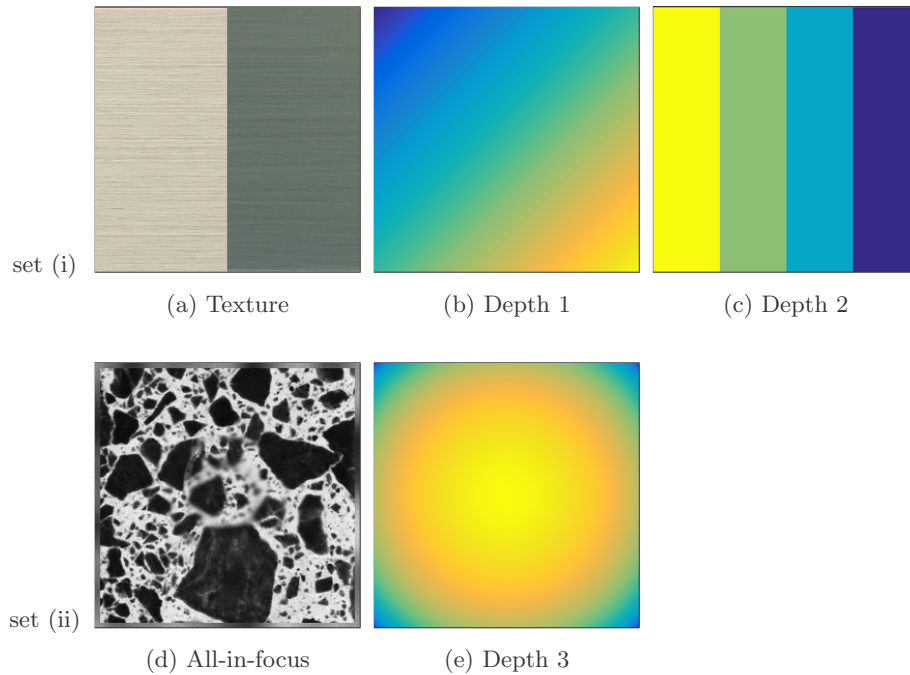 set (i)
(a) Texture
(b) Depth 1
(c) Depth 2
set (ii)
(d) All-in-focus
(e) Depth 3